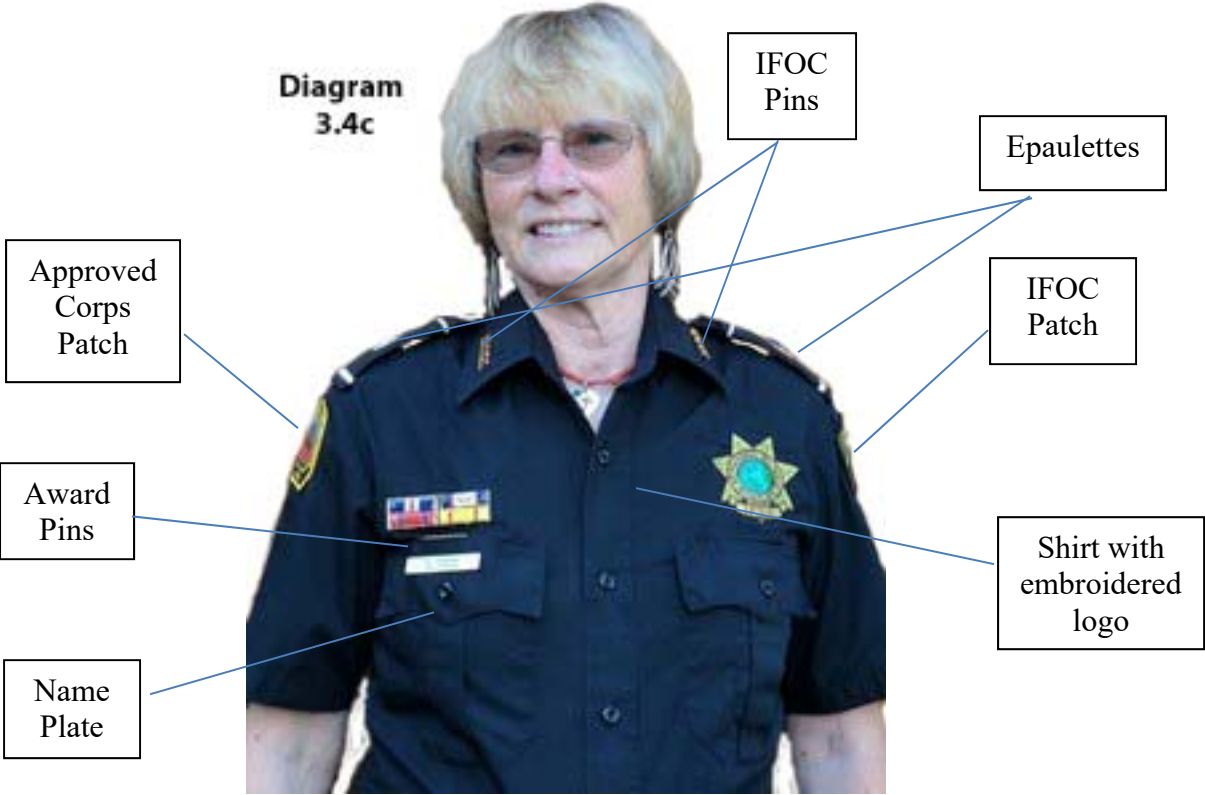 Diagram
3.4c
IFOC
Pins
Epaulettes
Approved
Corps
Patch
IFOC
Patch
Award
Pins
Shirt with
embroidered
logo
Name
Plate